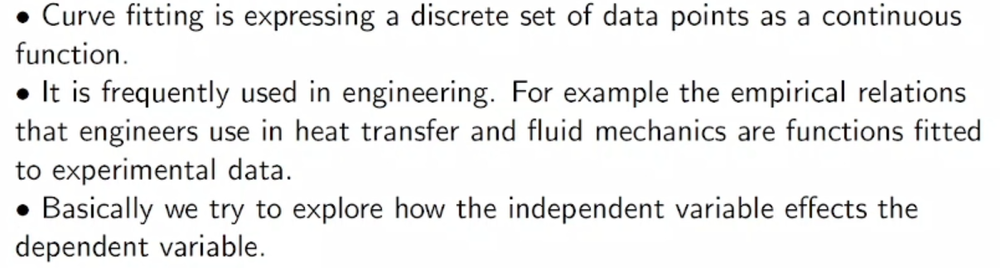 • Curve fitting is expressing a discrete set of data points as a continuous
function.
• It is frequently used in engineering. For example the empirical relations
that engineers use in heat transfer and fluid mechanics are functions fitted
to experimental data.
• Basically we try to explore how the independent variable effects the
dependent variable.